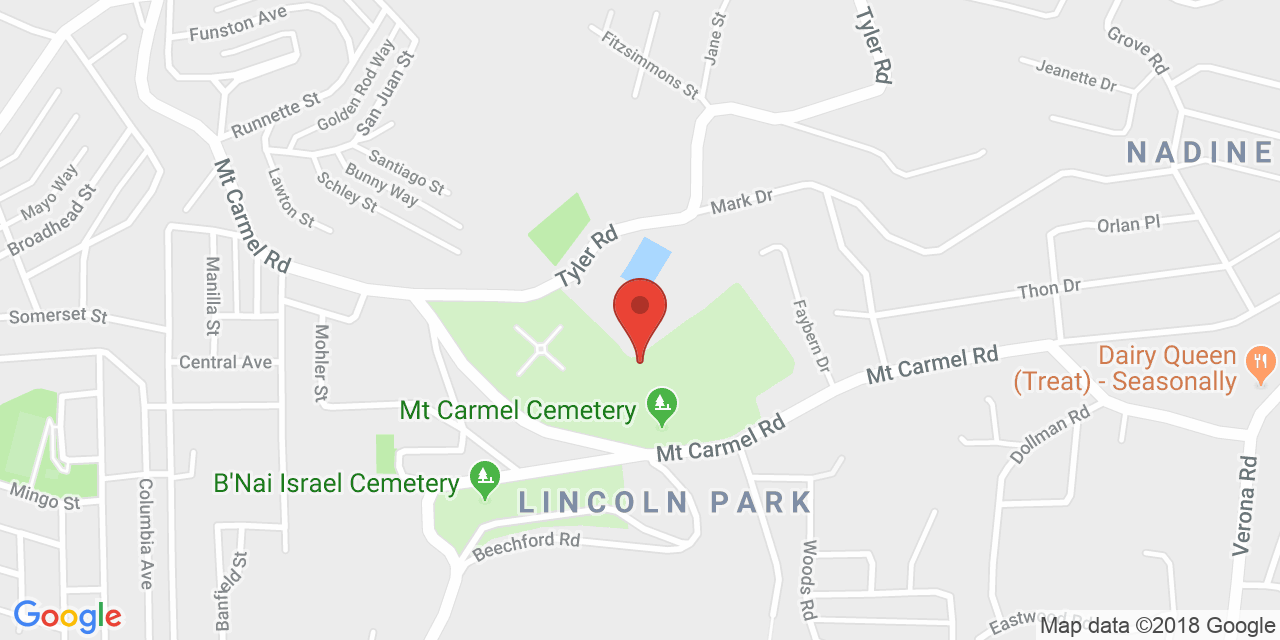 Funston Ave
Tyler Rd
Fitzsimmons St
Jane St
Grove Rd
Jeanette Dr
Golden Rod Way
San Juan St
Runnette St
NADINE
Mayo Way
Broadhead St
Mt Carmel Rd
Lawton St
Santiago St
Bunny Way
Schley St
Mark Dr
Orlan Pl
Tyler Rd
Manilla St
Thon Dr
Somerset St
Mohler St
Faybern Dr
Central Ave
Mt Carmel Rd
Dairy Queen
(Treat) - Seasonally
Mt Carmel Cemetery
Mt Carmel Rd
Dollman Rd
B'Nai Israel Cemetery
LINCOLN PARK
Mingo St
Columbia Ave
Verona Rd
Beechford Rd
Banfield St
Woods Rd
Eastwood Rd
Google
Map data ©2018 Google